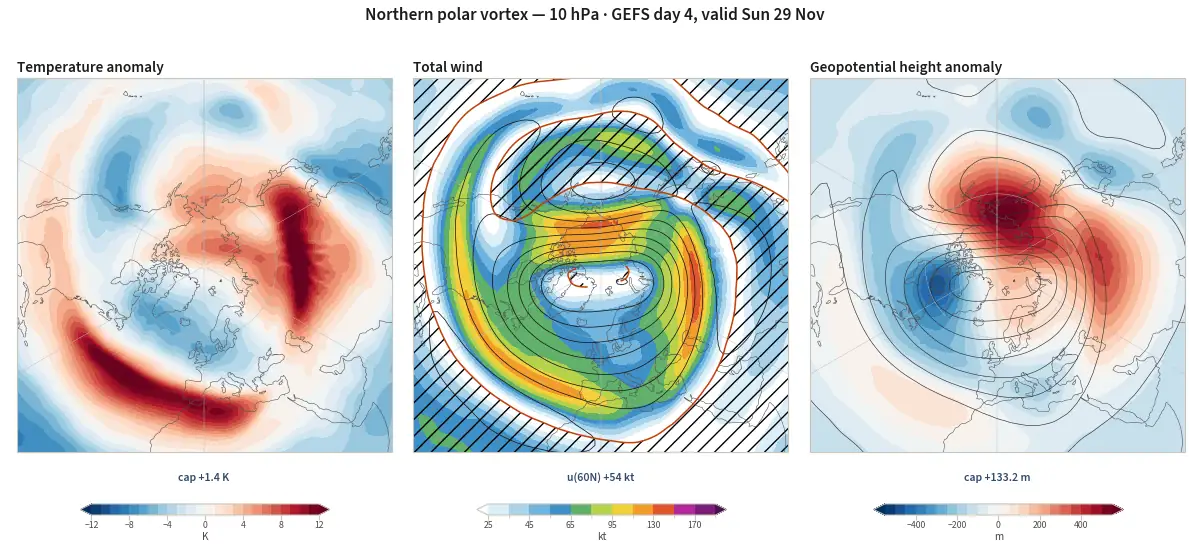 Northern polar vortex — 10 hPa · GEFS day 4, valid Sun 29 Nov
Temperature anomaly
Total wind
Geopotential height anomaly
cap +1.4 K
u(60N) +54 kt
cap +133.2 m
−12 −8 −4 0 4 8 12
K
25 45 65 95 130 170
kt
−400 −200 0 200 400
m